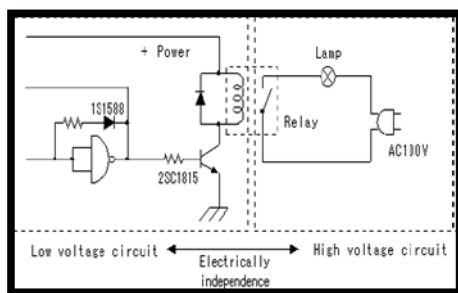 + Power
Lamp
1S1588
Relay
AC100V
2SC1815
Low voltage circuit
Electrically
independence
High voltage circuit